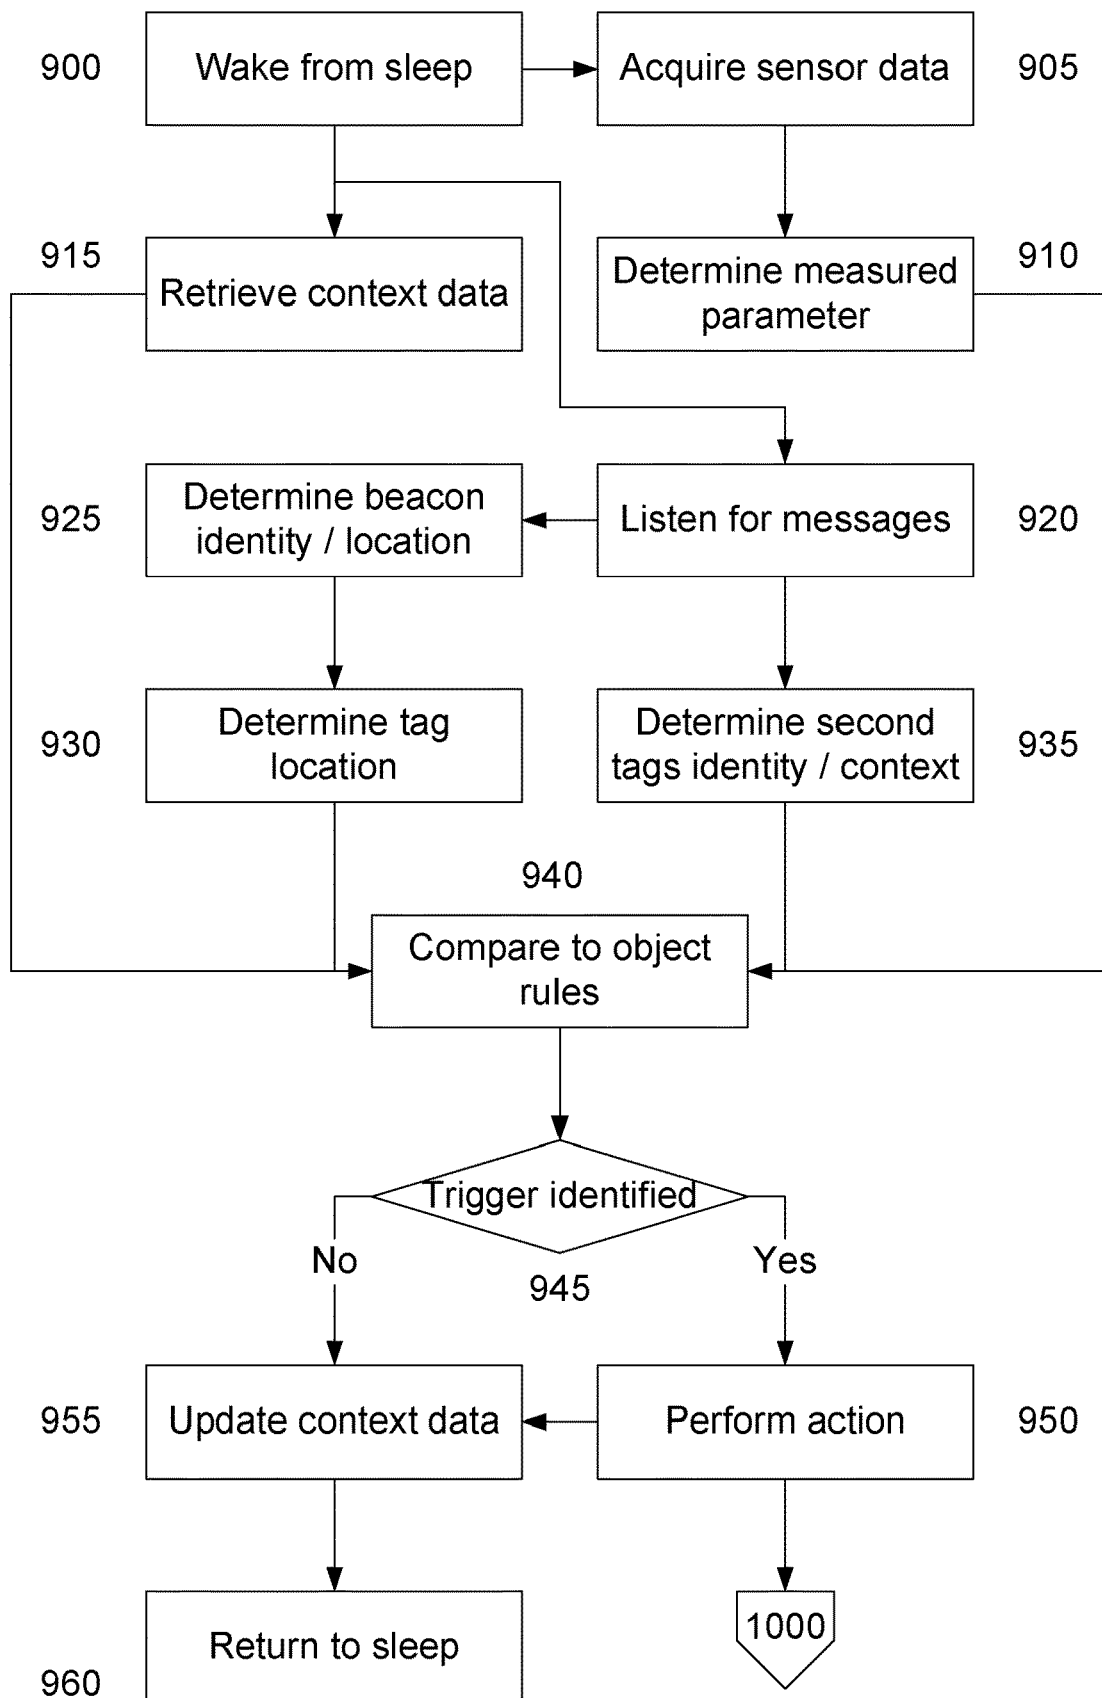 900
Wake from sleep
Acquire sensor data
905
915
Retrieve context data
Determine measured
parameter
910
925
Determine beacon
identity / location
Listen for messages
920
930
Determine tag
location
Determine second
tags identity / context
935
940
Compare to object
rules
Trigger identified
No
945
Yes
955
Update context data
Perform action
950
960
Return to sleep
1000